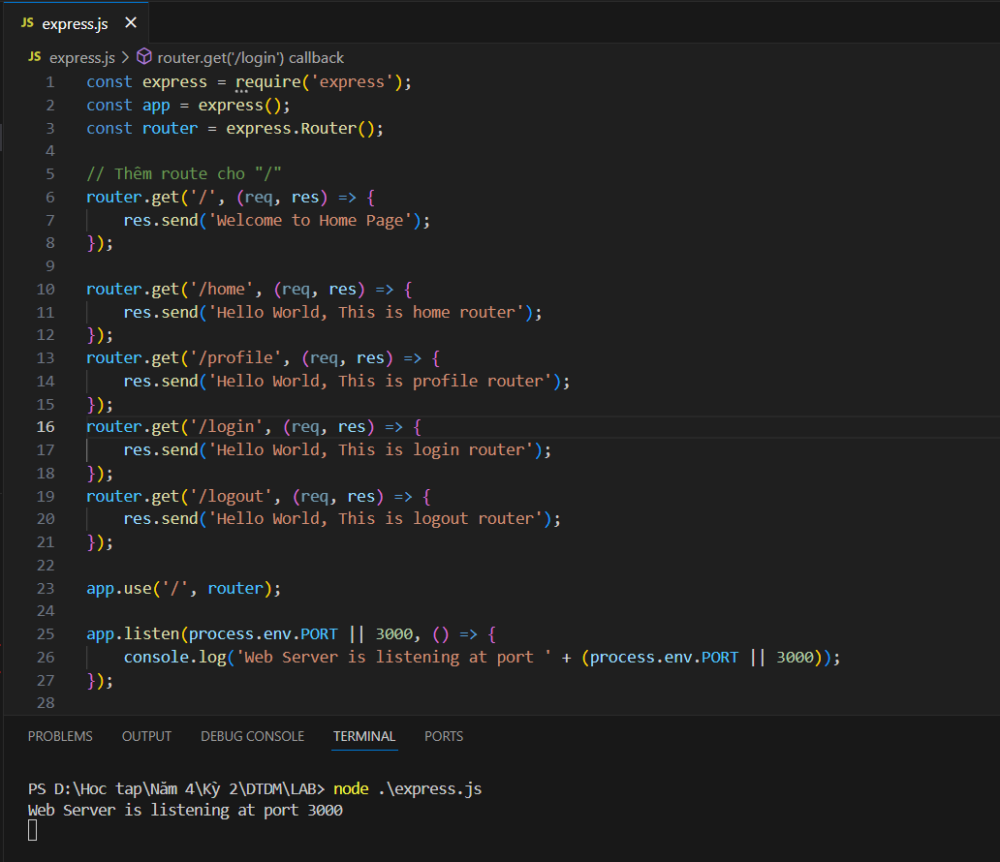 JS express.js ×
JS express.js > router.get('/login') callback
1 const express = require('express');
2 const app = express();
3 const router = express.Router();
4
5 // Thêm route cho "/"
6 router.get('/', (req, res) => {
7     res.send('Welcome to Home Page');
8 });
9
10 router.get('/home', (req, res) => {
11     res.send('Hello World, This is home router');
12 });
13 router.get('/profile', (req, res) => {
14     res.send('Hello World, This is profile router');
15 });
16 router.get('/login', (req, res) => {
17     res.send('Hello World, This is login router');
18 });
19 router.get('/logout', (req, res) => {
20     res.send('Hello World, This is logout router');
21 });
22
23 app.use('/', router);
24
25 app.listen(process.env.PORT || 3000, () => {
26     console.log('Web Server is listening at port ' + (process.env.PORT || 3000));
27 });
28
PROBLEMS OUTPUT DEBUG CONSOLE TERMINAL PORTS
PS D:\Hoc tap\Năm 4\Kỳ 2\DTDM\LAB> node .\express.js
Web Server is listening at port 3000